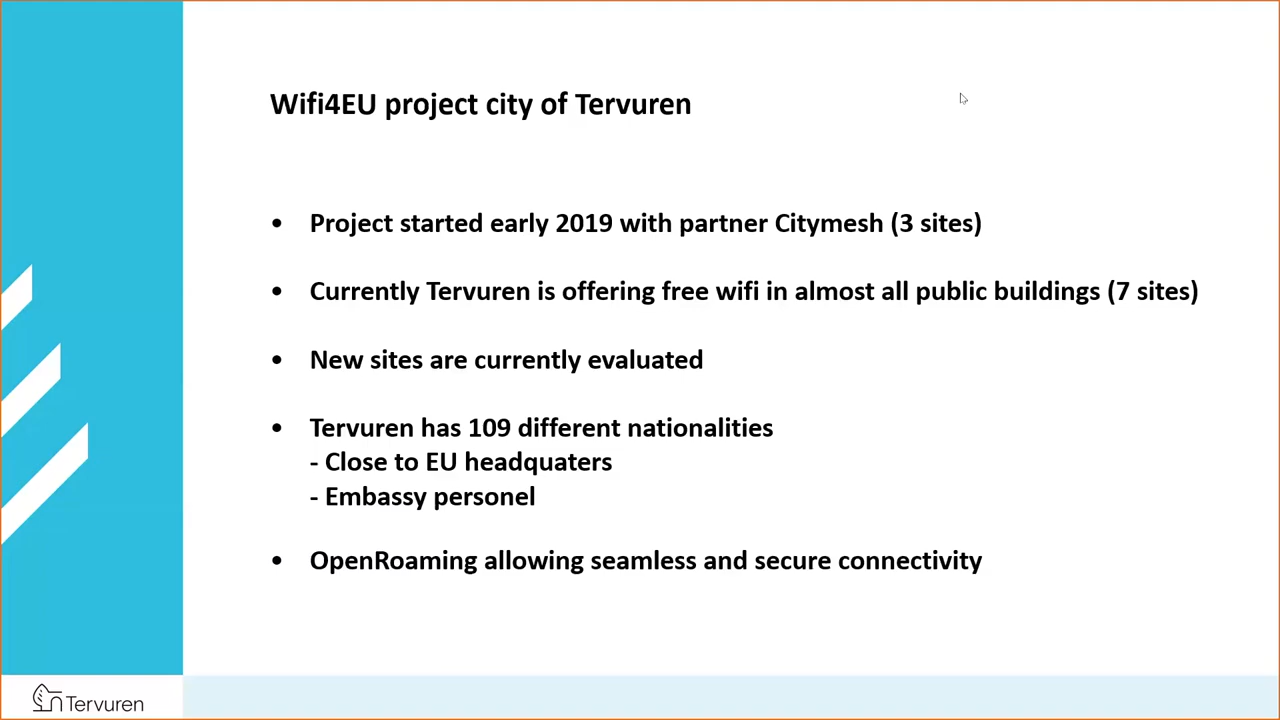 Wifi4EU project city of Tervuren
• Project started early 2019 with partner Citymesh (3 sites)
• Currently Tervuren is offering free wifi in almost all public buildings (7 sites)
• New sites are currently evaluated
• Tervuren has 109 different nationalities
- Close to EU headquaters
- Embassy personel
• OpenRoaming allowing seamless and secure connectivity
Tervuren